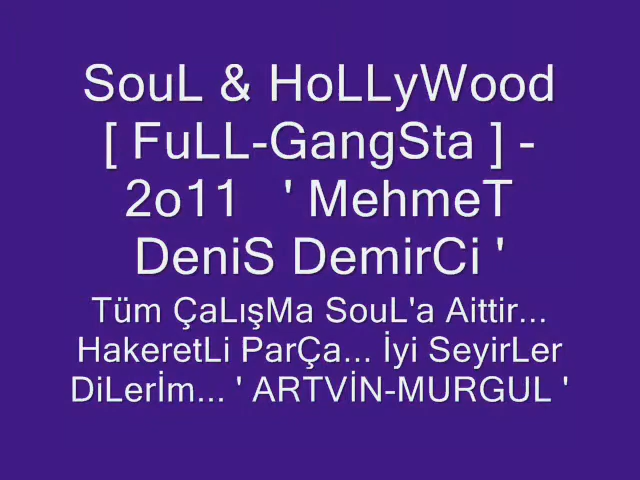 SouL & HoLLyWood
[ FuLL-GangSta ] -
2o11   ' MehmeT
DeniS DemirCi '
Tüm ÇaLışMa SouL'a Aittir...
HakeretLi ParÇa... İyi SeyirLer
DiLerİm... ' ARTVİN-MURGUL '